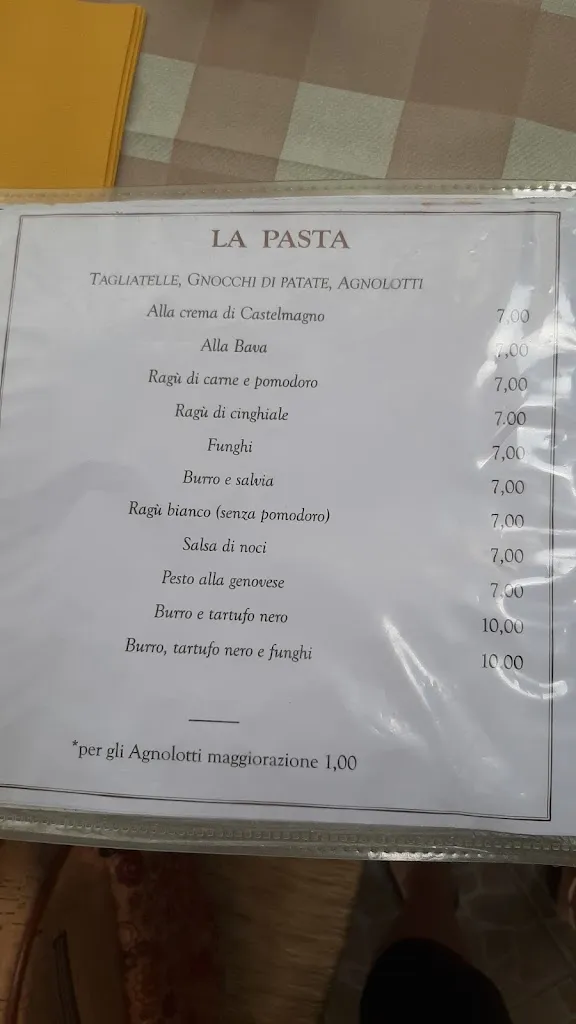 LA PASTA
TAGLIATELLE, GNOCCHI DI PATATE, AGNOLOTTI
Alla crema di Castelmagno 7,00
Alla Bava 7,00
Ragù di carne e pomodoro 7,00
Ragù di cinghiale 7.00
Funghi 7,00
Burro e salvia 7,00
Ragù bianco (senza pomodoro) 7,00
Salsa di noci 7,00
Pesto alla genovese 7,00
Burro e tartufo nero 10,00
Burro, tartufo nero e funghi 10,00
*per gli Agnolotti maggiorazione 1,00